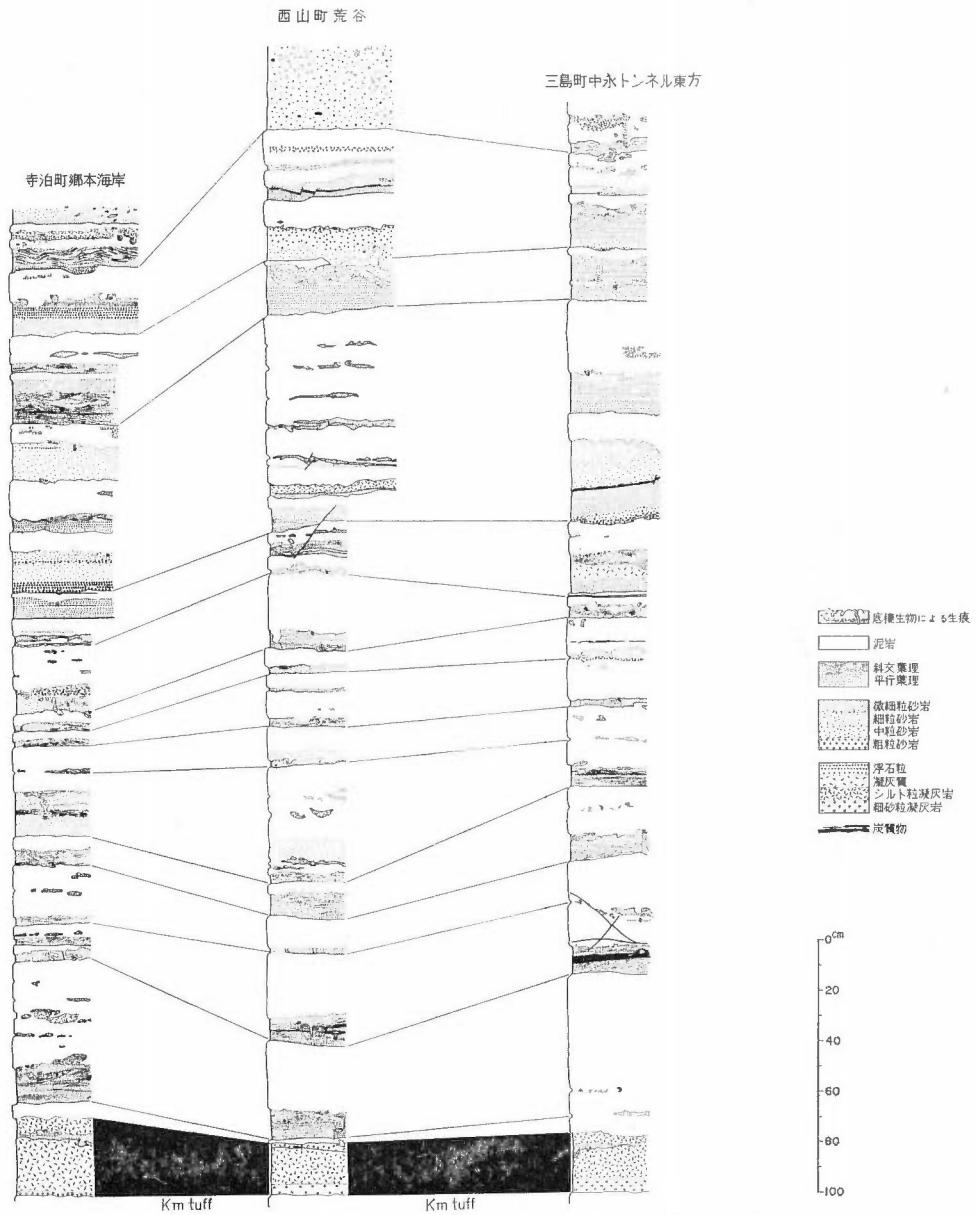 西山町荒谷
三島町中永トンネル東方
寺泊町郷本海岸
底棲生物による生痕
泥岩
斜交葉理
平行葉理
微細粒砂岩
細粒砂岩
中粒砂岩
粗粒砂岩
浮石粒
凝灰質
シルト粒凝灰岩
細砂粒凝灰岩
炭質物
0cm
20
40
60
80
100
Km tuff
Km tuff